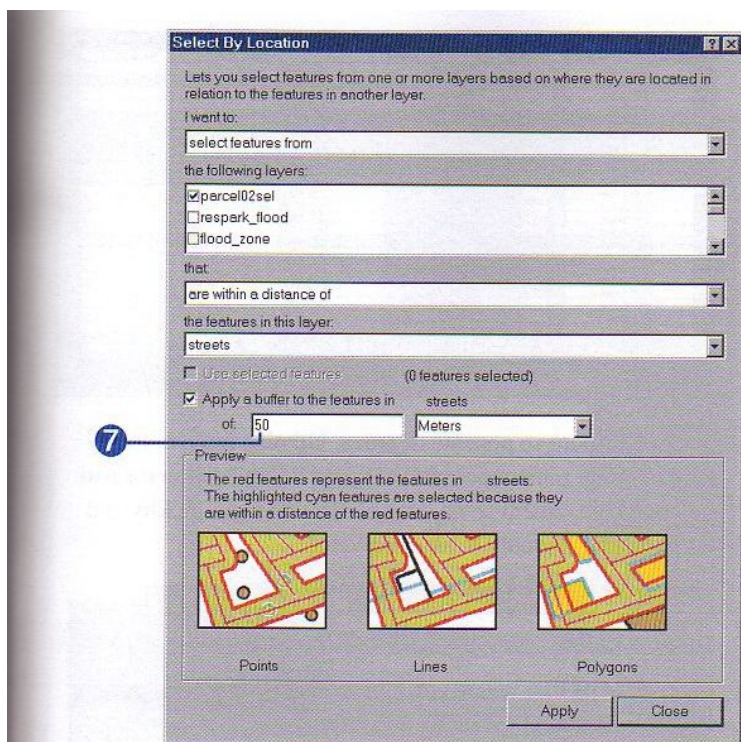 Select By Location
Lets you select features from one or more layers based on where they are located in
relation to the features in another layer.
I want to:
select features from
the following layers:
parcel02sel
respark_flood
flood_zone
that:
are within a distance of
the features in this layer:
streets
Use selected features (0 features selected)
Apply a buffer to the features in streets
of: 50 Meters
7
Preview
The red features represent the features in streets.
The highlighted cyan features are selected because they
are within a distance of the red features.
Points Lines Polygons
Apply Close